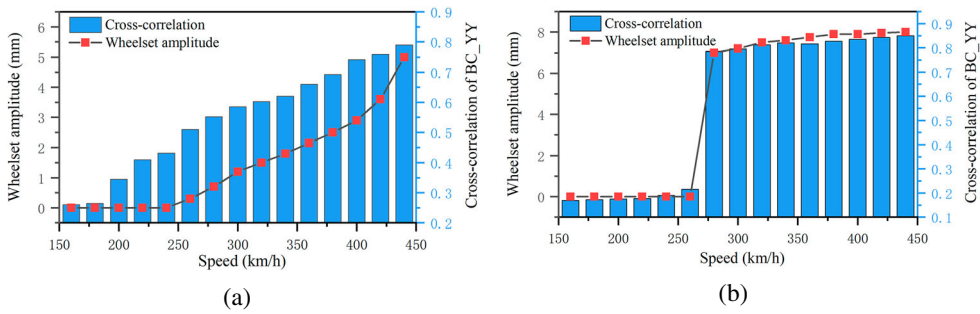 6
5
4
3
2
1
0
Wheelset amplitude (mm)
Cross-correlation
Wheelset amplitude
0.9
0.8
0.7
0.6
0.5
0.4
0.3
0.2
Cross-correlation of BC_YY
150 200 250 300 350 400 450
Speed (km/h)
(a)
8
6
4
2
0
Wheelset amplitude (mm)
Cross-correlation
Wheelset amplitude
0.9
0.8
0.7
0.6
0.5
0.4
0.3
0.2
0.1
Cross-correlation of BC_YY
150 200 250 300 350 400 450
Speed (km/h)
(b)